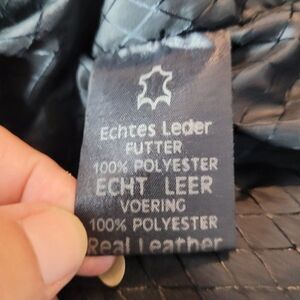 Echtes Leder
FUTTER
100% POLYESTER
ECHT LEER
VOERING
100% POLYESTER
Real Leather